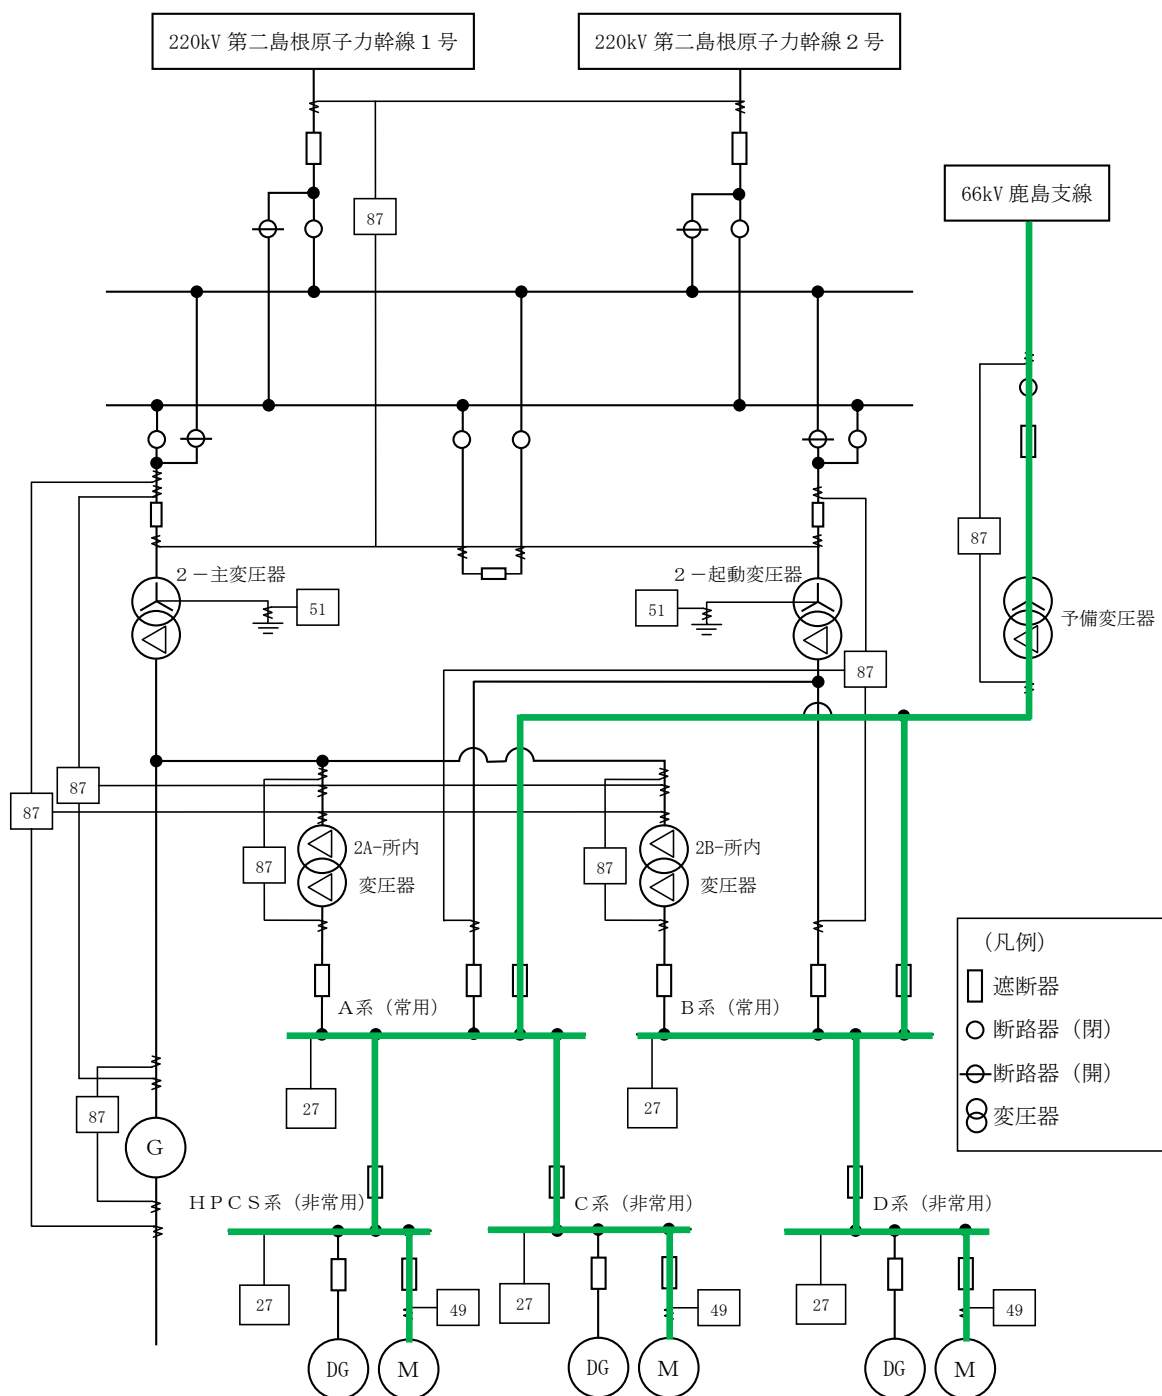 220kV 第二島根原子力幹線１号
220kV 第二島根原子力幹線２号
66kV 鹿島支線
87
87
２－主変圧器
51
２－起動変圧器
51
予備変圧器
87
87
87
87
2A-所内
変圧器
87
2B-所内
変圧器
87
(凡例)
遮断器
断路器（閉）
断路器（開）
変圧器
Ａ系（常用）
Ｂ系（常用）
27
27
87
G
ＨＰＣＳ系（非常用）
Ｃ系（非常用）
Ｄ系（非常用）
27
49
27
49
27
49
DG
M
DG
M
DG
M